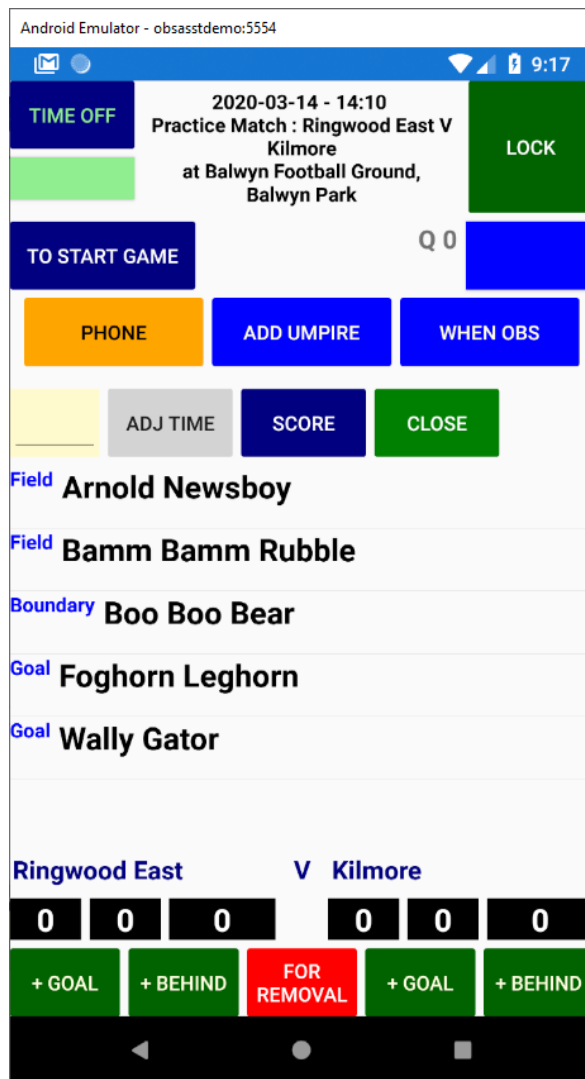 Android Emulator - obsasstdemo:5554
9:17
TIME OFF
2020-03-14 - 14:10
Practice Match : Ringwood East V
Kilmore
at Balwyn Football Ground,
Balwyn Park
LOCK
TO START GAME
Q 0
PHONE
ADD UMPIRE
WHEN OBS
ADJ TIME
SCORE
CLOSE
Field Arnold Newsboy
Field Bamm Bamm Rubble
Boundary Boo Boo Bear
Goal Foghorn Leghorn
Goal Wally Gator
Ringwood East V Kilmore
0 0 0 0 0 0
+ GOAL
+ BEHIND
FOR
REMOVAL
+ GOAL
+ BEHIND